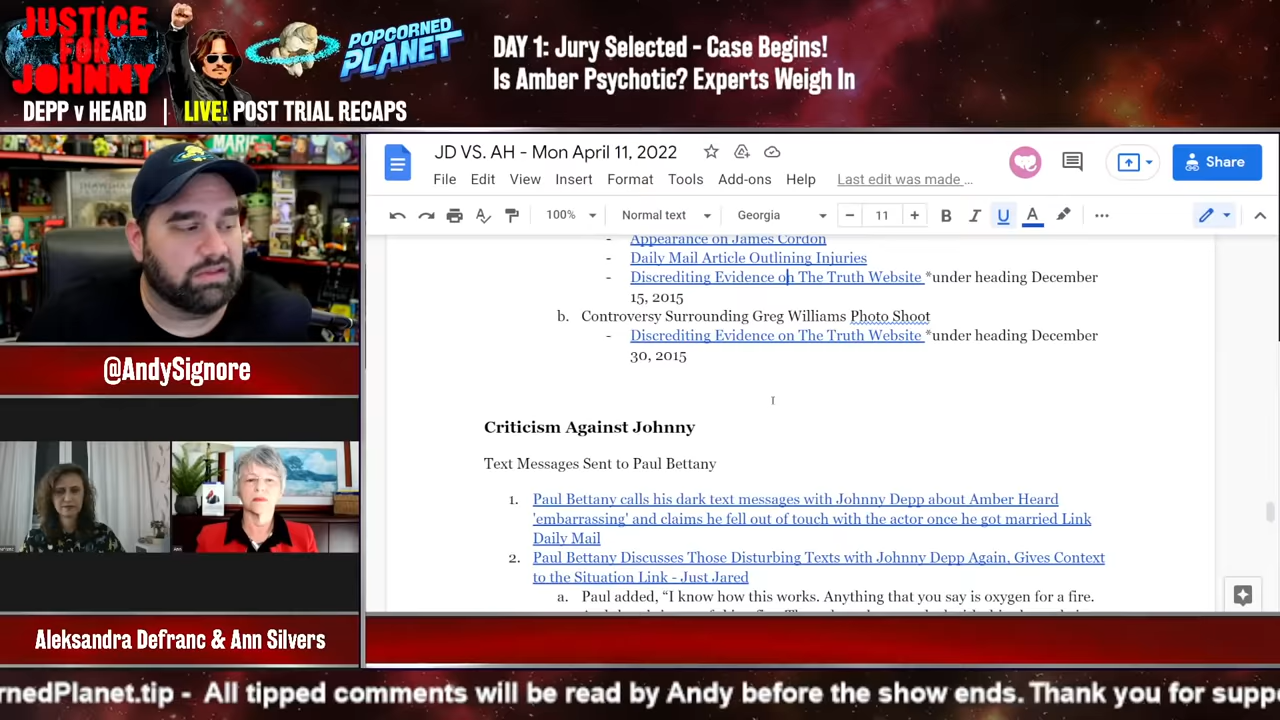 JUSTICE
FOR
JOHNNY
POPCORNED
PLANET
DEPP v HEARD | LIVE! POST TRIAL RECAPS
DAY 1: Jury Selected - Case Begins!
Is Amber Psychotic? Experts Weigh In
@AndySignore
Aleksandra Defranc & Ann Silvers
JD VS. AH - Mon April 11, 2022
Share
File Edit View Insert Format Tools Add-ons Help Last edit was made ...
100% Normal text Georgia 11 B I U A
- Appearance on James Cordon
- Daily Mail Article Outlining Injuries
- Discrediting Evidence on The Truth Website *under heading December
15, 2015
b. Controversy Surrounding Greg Williams Photo Shoot
- Discrediting Evidence on The Truth Website *under heading December
30, 2015
Criticism Against Johnny
Text Messages Sent to Paul Bettany
1. Paul Bettany calls his dark text messages with Johnny Depp about Amber Heard
'embarrassing' and claims he fell out of touch with the actor once he got married Link
Daily Mail
2. Paul Bettany Discusses Those Disturbing Texts with Johnny Depp Again, Gives Context
to the Situation Link - Just Jared
a. Paul added, “I know how this works. Anything that you say is oxygen for a fire.
rnedPlanet.tip - All tipped comments will be read by Andy before the show ends. Thank you for suppo